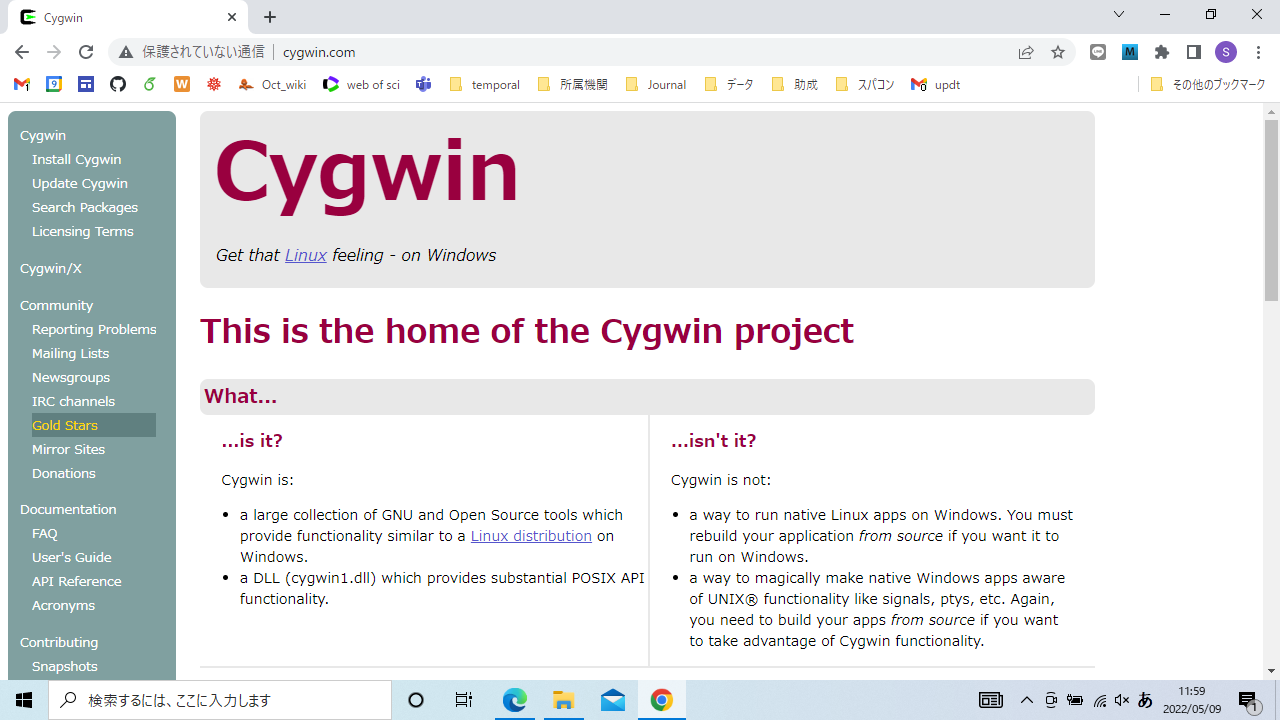 Cygwin
保護されていない通信
cygwin.com
S
1
9
W
M
Oct_wiki
web of sci
temporal
所属機関
Journal
データ
助成
スパコン
updt
その他のブックマーク
Cygwin
Install Cygwin
Update Cygwin
Search Packages
Licensing Terms
Cygwin/X
Community
Reporting Problems
Mailing Lists
Newsgroups
IRC channels
Gold Stars
Mirror Sites
Donations
Documentation
FAQ
User's Guide
API Reference
Acronyms
Contributing
Snapshots
Cygwin
Get that Linux feeling - on Windows
This is the home of the Cygwin project
What...
...is it?
Cygwin is:
• a large collection of GNU and Open Source tools which
provide functionality similar to a Linux distribution on
Windows.
• a DLL (cygwin1.dll) which provides substantial POSIX API
functionality.
...isn't it?
Cygwin is not:
• a way to run native Linux apps on Windows. You must
rebuild your application from source if you want it to
run on Windows.
• a way to magically make native Windows apps aware
of UNIX® functionality like signals, ptys, etc. Again,
you need to build your apps from source if you want
to take advantage of Cygwin functionality.
検索するには、ここに入力します
あ
11:59
2022/05/09
1